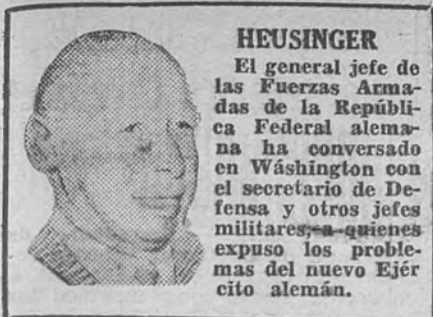 HEUSINGER
El general jefe de
las Fuerzas Arma-
das de la Repúbli-
ca Federal alema-
na ha conversado
en Wáshington con
el secretario de De-
fensa y otros jefes
militares, a quienes
expuso los proble-
mas del nuevo Ejér
cito alemán.